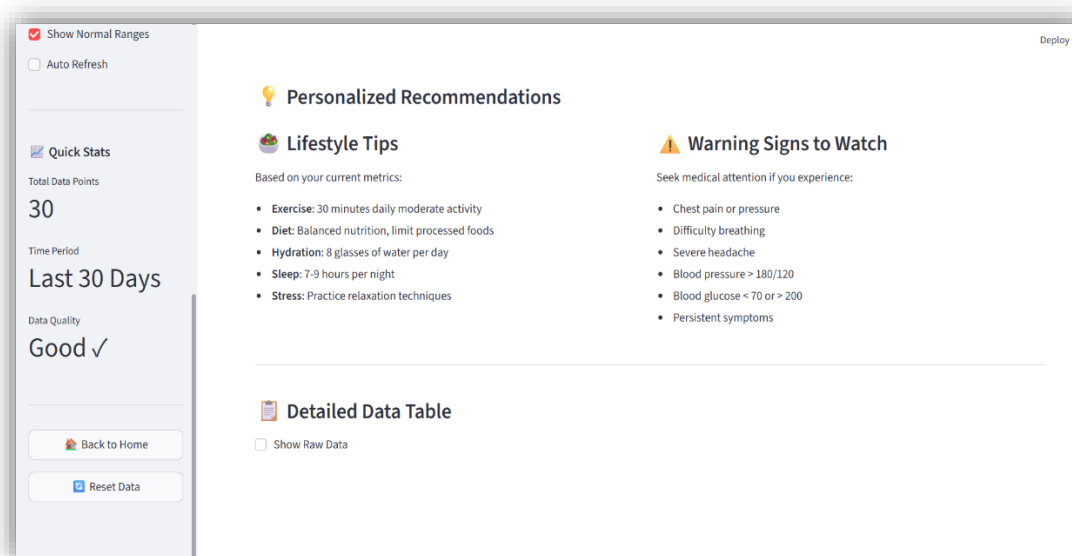 Show Normal Ranges
Auto Refresh
Quick Stats
Total Data Points
30
Time Period
Last 30 Days
Data Quality
Good ✓
Back to Home
Reset Data
Deploy
Personalized Recommendations
Lifestyle Tips
Based on your current metrics:
• Exercise: 30 minutes daily moderate activity
• Diet: Balanced nutrition, limit processed foods
• Hydration: 8 glasses of water per day
• Sleep: 7-9 hours per night
• Stress: Practice relaxation techniques
Warning Signs to Watch
Seek medical attention if you experience:
• Chest pain or pressure
• Difficulty breathing
• Severe headache
• Blood pressure > 180/120
• Blood glucose < 70 or > 200
• Persistent symptoms
Detailed Data Table
Show Raw Data